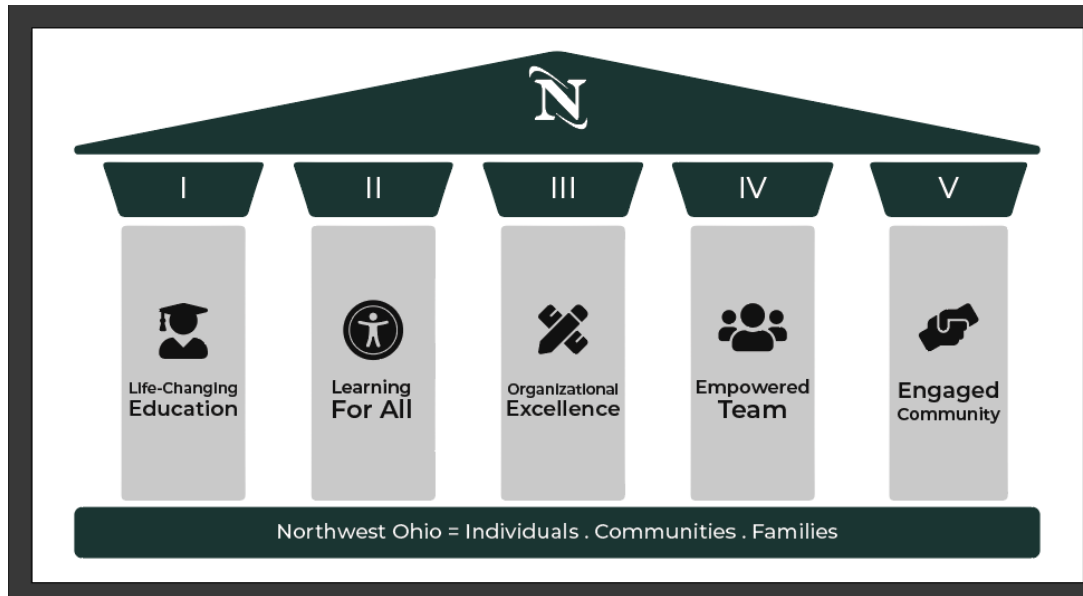 N
I
II
III
IV
V
Life-Changing
Education
Learning
For All
Organizational
Excellence
Empowered
Team
Engaged
Community
Northwest Ohio = Individuals . Communities . Families